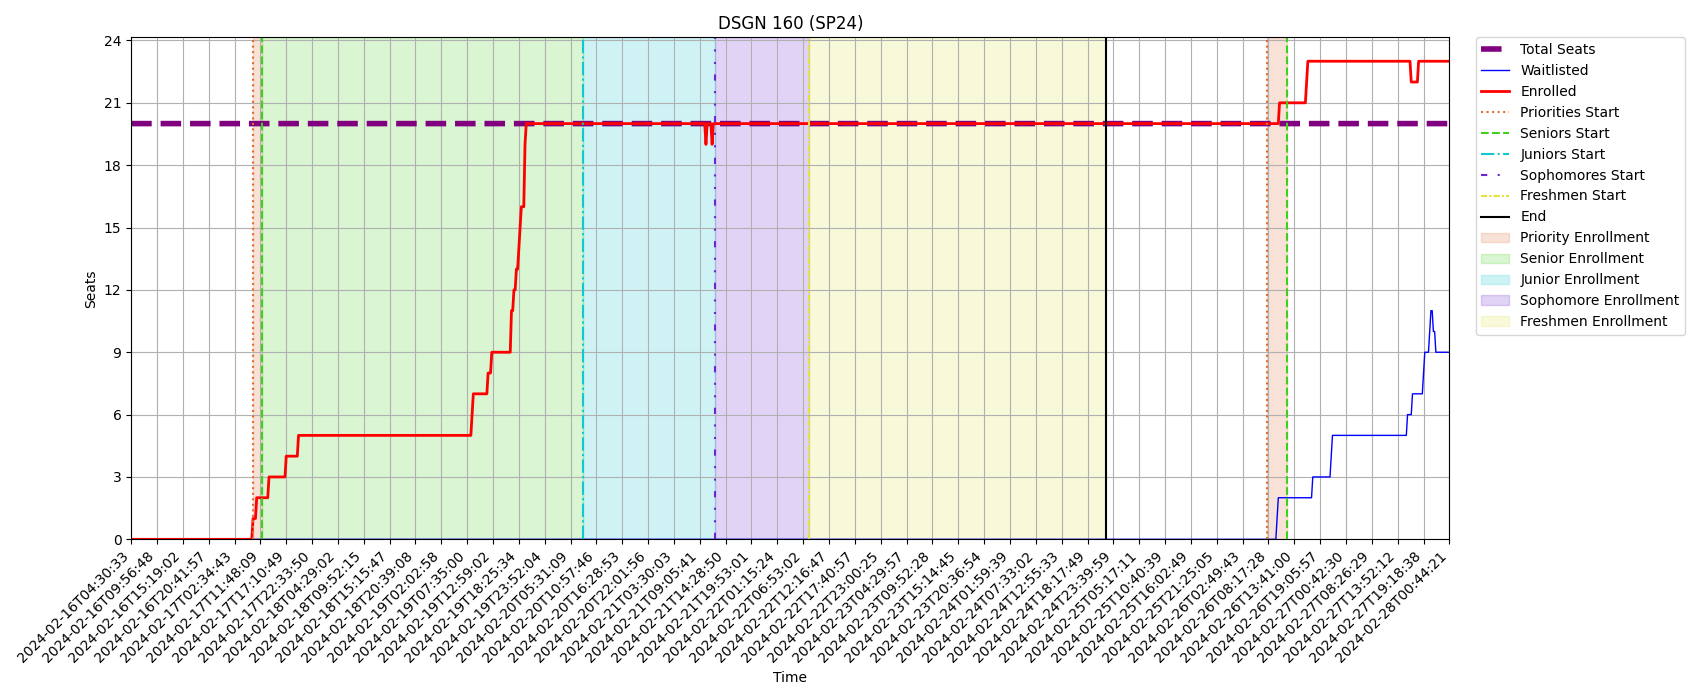 DSGN 160 (SP24)
24
21
18
15
12
9
6
3
0
Seats
2024-02-16T04:30:33
2024-02-16T09:56:48
2024-02-16T15:19:02
2024-02-16T20:41:57
2024-02-17T02:34:43
2024-02-17T11:48:09
2024-02-17T17:10:49
2024-02-17T22:33:50
2024-02-18T04:29:02
2024-02-18T09:52:15
2024-02-18T15:15:47
2024-02-18T20:39:08
2024-02-19T02:02:58
2024-02-19T07:35:00
2024-02-19T12:59:02
2024-02-19T18:25:34
2024-02-19T23:52:04
2024-02-20T05:31:09
2024-02-20T10:57:46
2024-02-20T16:28:53
2024-02-20T22:01:56
2024-02-21T03:30:03
2024-02-21T09:05:41
2024-02-21T14:28:50
2024-02-21T19:53:01
2024-02-22T01:15:24
2024-02-22T06:53:02
2024-02-22T12:16:47
2024-02-22T17:40:57
2024-02-22T23:00:25
2024-02-23T04:29:57
2024-02-23T09:52:28
2024-02-23T15:14:45
2024-02-23T20:36:54
2024-02-24T01:59:39
2024-02-24T07:33:02
2024-02-24T12:55:33
2024-02-24T18:17:49
2024-02-24T23:39:59
2024-02-25T05:17:11
2024-02-25T10:40:39
2024-02-25T16:02:49
2024-02-25T21:25:05
2024-02-26T02:49:43
2024-02-26T08:17:28
2024-02-26T13:41:00
2024-02-26T19:05:57
2024-02-27T00:42:30
2024-02-27T08:26:29
2024-02-27T13:52:12
2024-02-27T19:18:38
2024-02-28T00:44:21
Time
Total Seats
Waitlisted
Enrolled
Priorities Start
Seniors Start
Juniors Start
Sophomores Start
Freshmen Start
End
Priority Enrollment
Senior Enrollment
Junior Enrollment
Sophomore Enrollment
Freshmen Enrollment